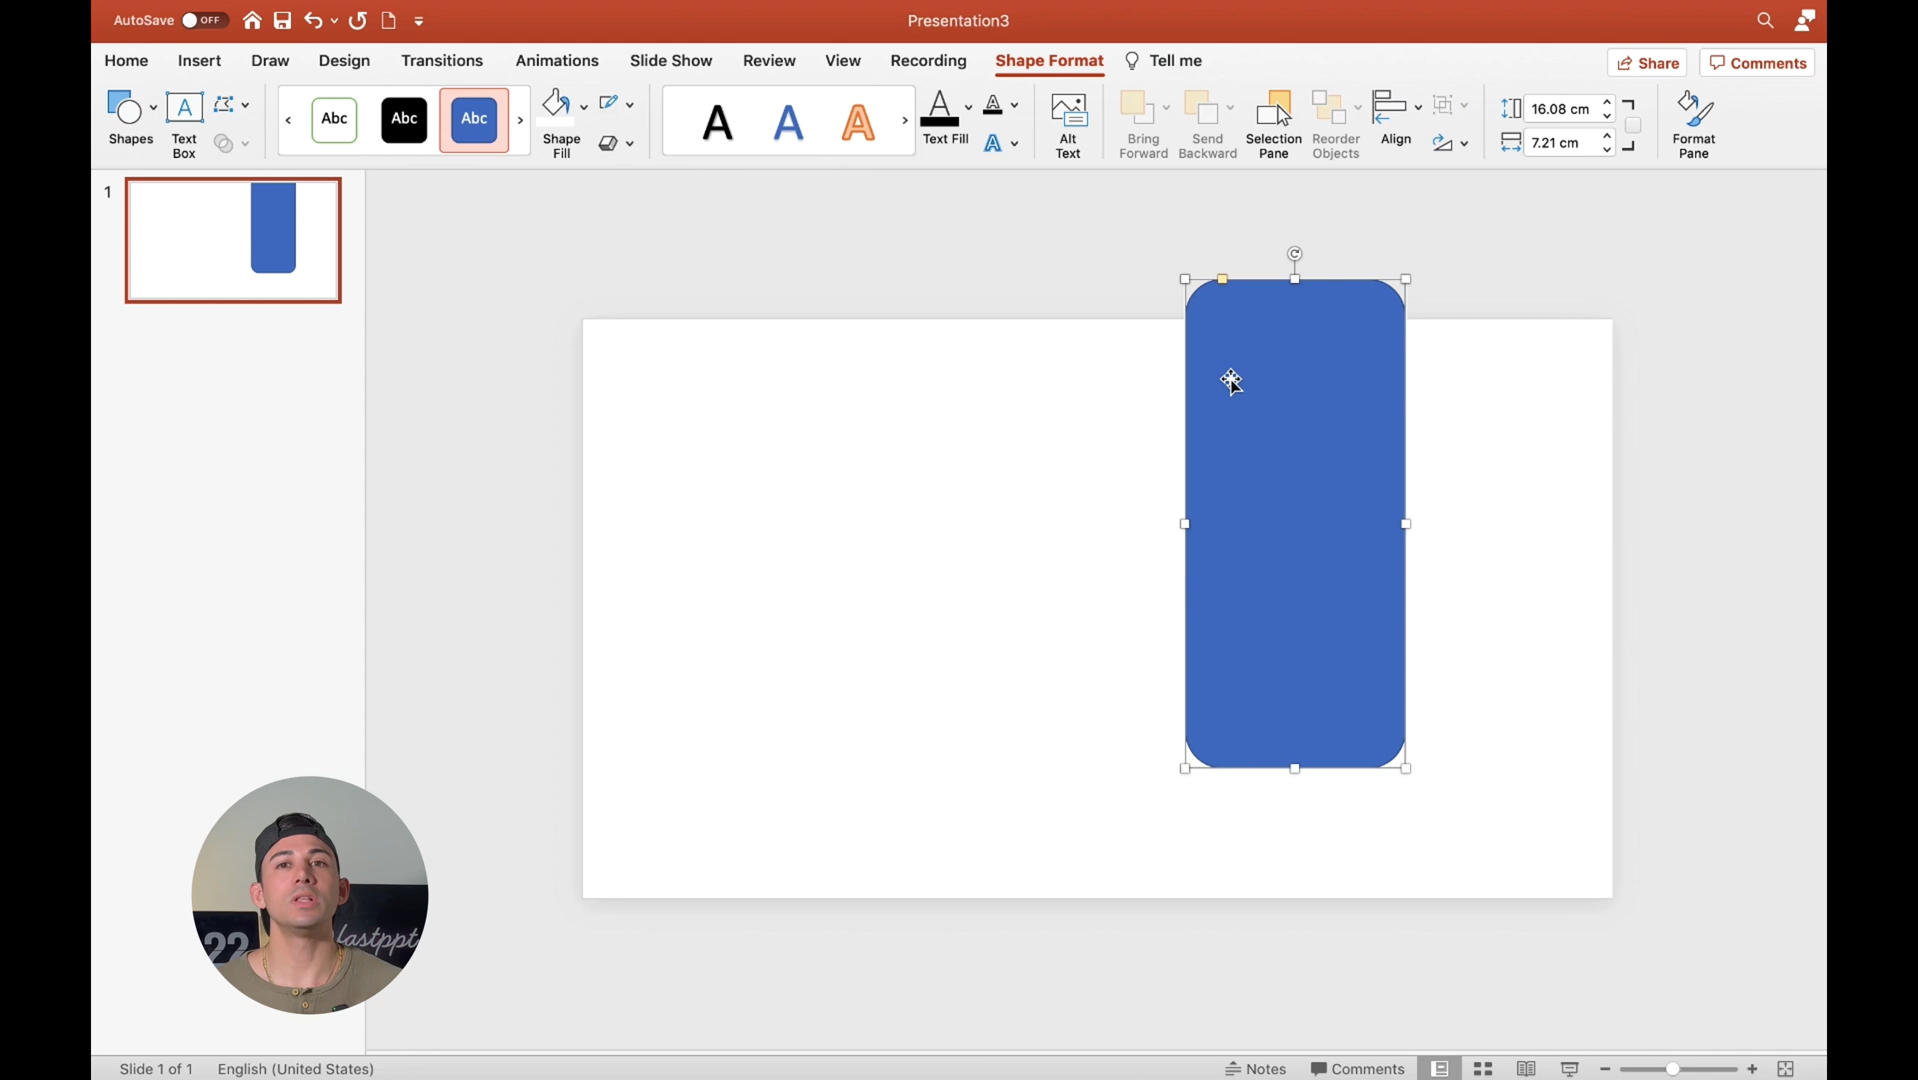 AutoSave OFF
Presentation3
Home Insert Draw Design Transitions Animations Slide Show Review View Recording Shape Format Tell me
Share Comments
Shapes
Text
Box
Abc Abc Abc
Shape
Fill
A A A
Text Fill
Alt
Text
Bring
Forward
Send
Backward
Selection
Pane
Reorder
Objects
Align
16.08 cm
7.21 cm
Format
Pane
1
22
lastppt
Slide 1 of 1 English (United States)
Notes Comments